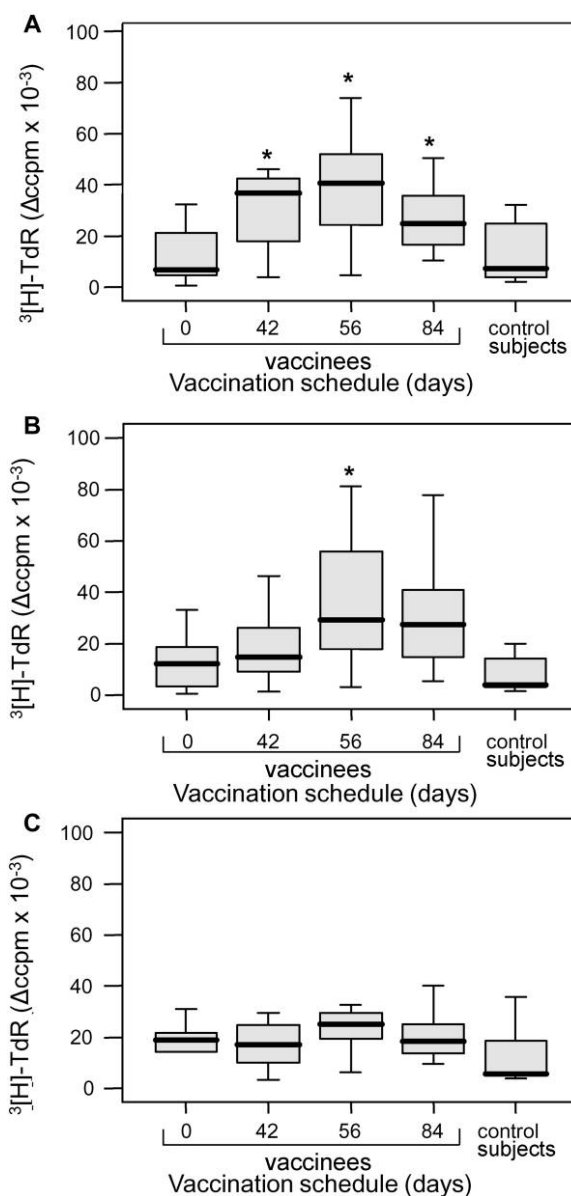 A
100
80
60
40
20
0
³[H]-TdR (Δccpm x 10⁻³)
*
*
*
0 42 56 84 control
subjects
vaccinees
Vaccination schedule (days)
B
100
80
60
40
20
0
³[H]-TdR (Δccpm x 10⁻³)
*
0 42 56 84 control
subjects
vaccinees
Vaccination schedule (days)
C
100
80
60
40
20
0
³[H]-TdR (Δccpm x 10⁻³)
0 42 56 84 control
subjects
vaccinees
Vaccination schedule (days)